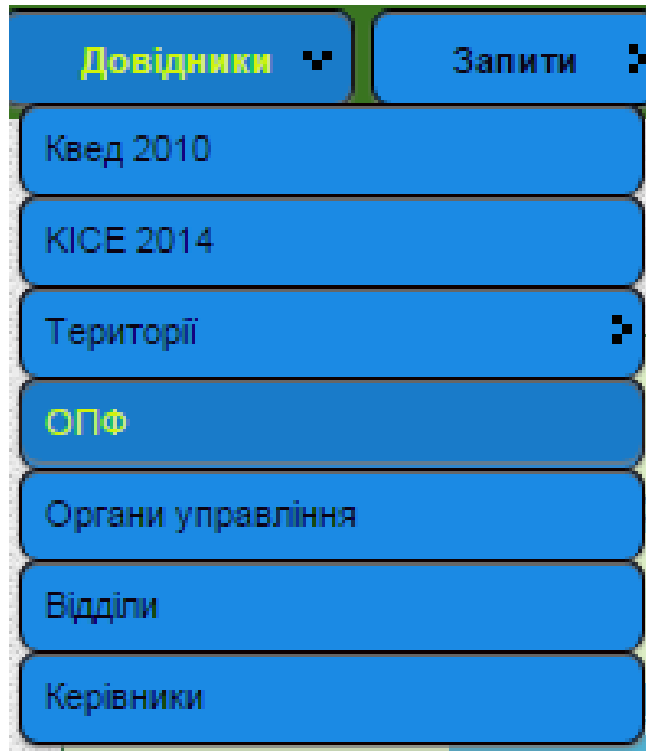 Довідники
Запити
Квед 2010
КІСЕ 2014
Території
ОПФ
Органи управління
Відділи
Керівники